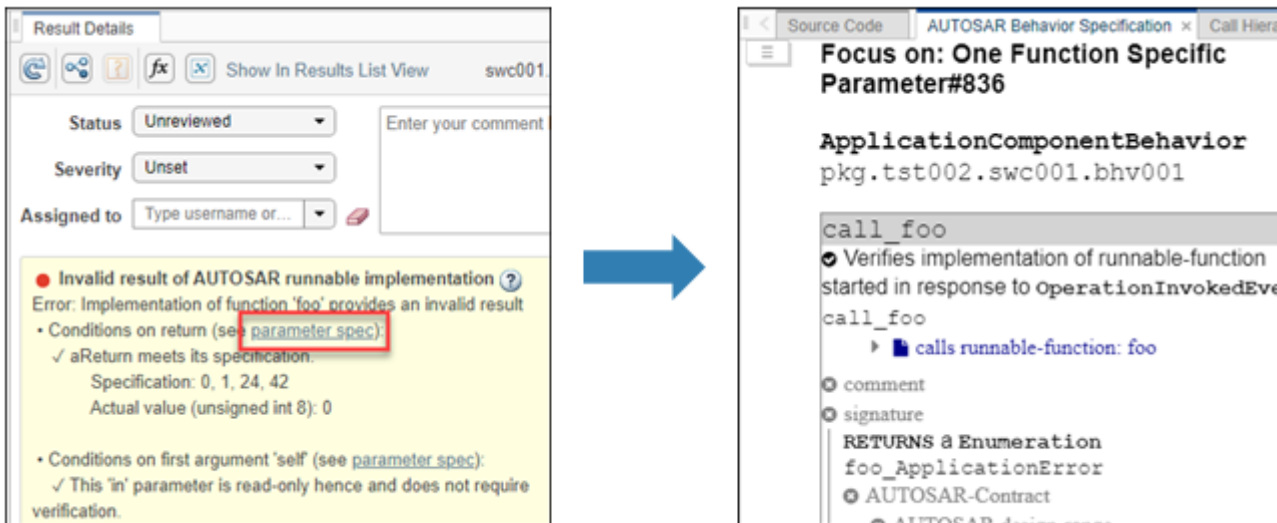 Result Details
fx x Show In Results List View swc001.
Status Unreviewed
Enter your comment
Severity Unset
Assigned to Type username or...
Invalid result of AUTOSAR runnable implementation ?
Error: Implementation of function 'foo' provides an invalid result
• Conditions on return (see parameter spec):
✓ aReturn meets its specification.
Specification: 0, 1, 24, 42
Actual value (unsigned int 8): 0
• Conditions on first argument 'self' (see parameter spec):
✓ This 'in' parameter is read-only hence and does not require
verification.
Source Code AUTOSAR Behavior Specification × Call Hiera
Focus on: One Function Specific
Parameter#836
ApplicationComponentBehavior
pkg.tst002.swc001.bhv001
call_foo
Verifies implementation of runnable-function
started in response to OperationInvokedEve
call_foo
calls runnable-function: foo
comment
signature
RETURNS a Enumeration
foo_ApplicationError
AUTOSAR-Contract
AUTOSAR design range